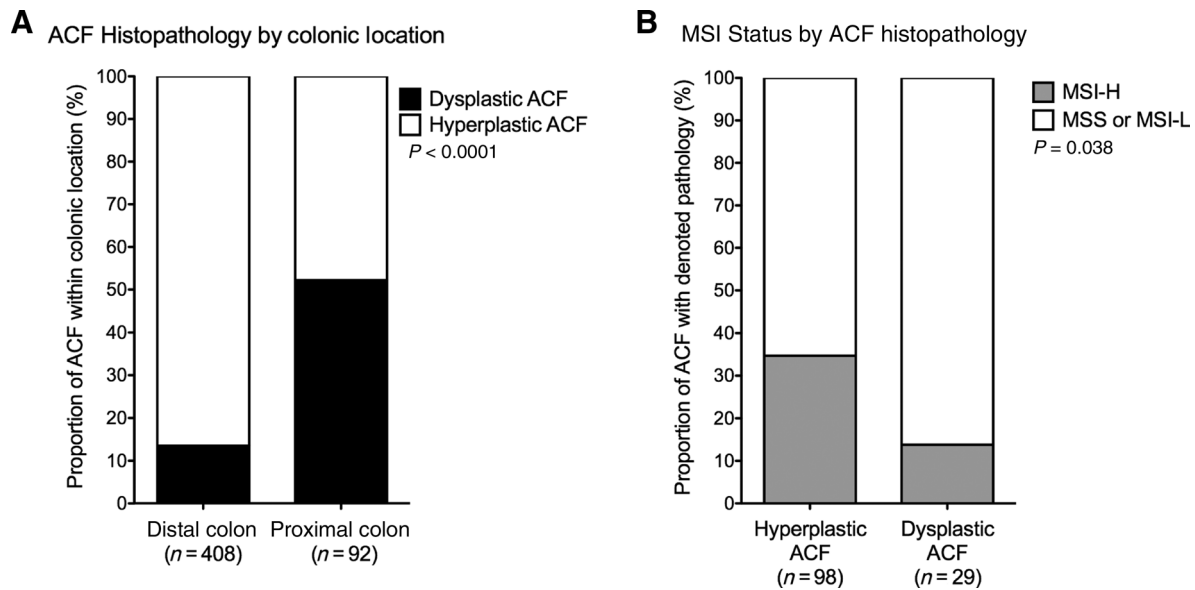 A
ACF Histopathology by colonic location
Proportion of ACF within colonic location (%)
100
90
80
70
60
50
40
30
20
10
0
Distal colon
(n = 408)
Proximal colon
(n = 92)
Dysplastic ACF
Hyperplastic ACF
P < 0.0001
B
MSI Status by ACF histopathology
Proportion of ACF with denoted pathology (%)
100
90
80
70
60
50
40
30
20
10
0
Hyperplastic
ACF
(n = 98)
Dysplastic
ACF
(n = 29)
MSI-H
MSS or MSI-L
P = 0.038